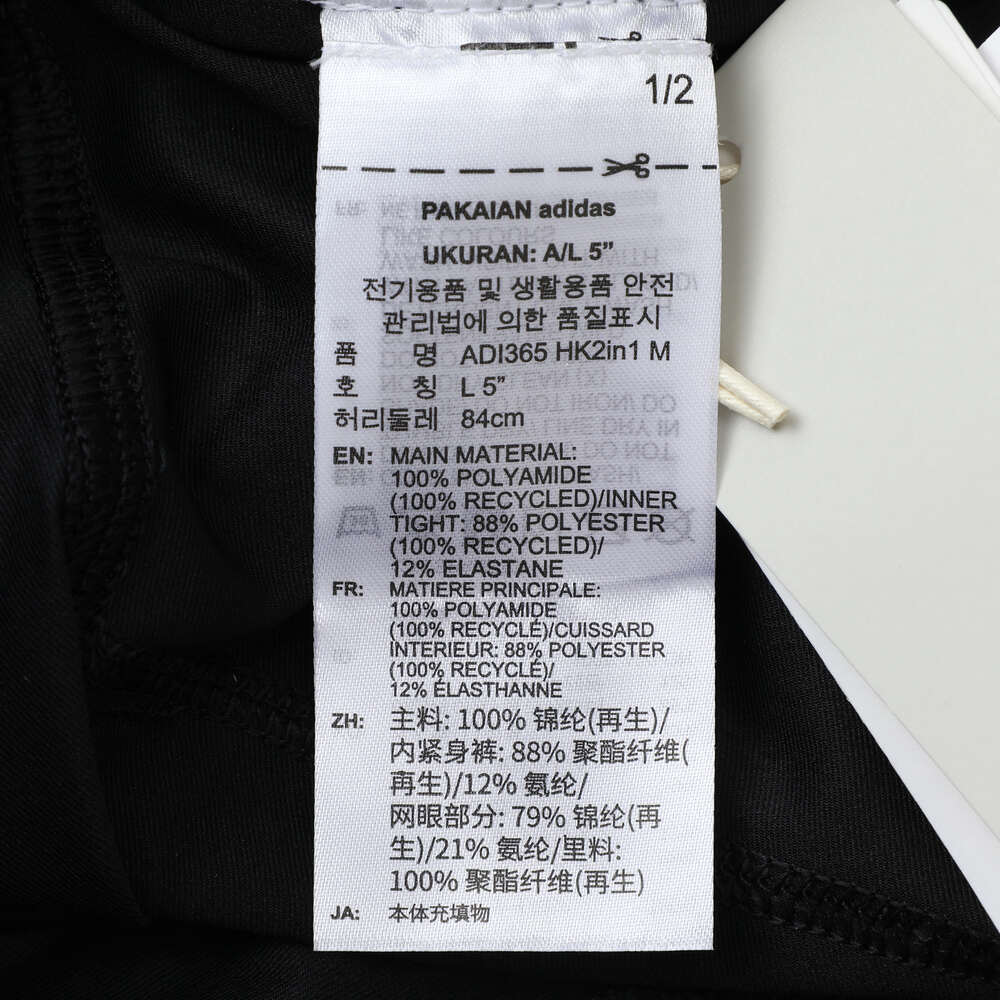 1/2
PAKAIAN adidas
UKURAN: A/L 5”
전기용품 및 생활용품 안전
관리법에 의한 품질표시
품 명 ADI365 HK2in1 M
호 칭 L 5”
허리둘레 84cm
EN: MAIN MATERIAL:
100% POLYAMIDE
(100% RECYCLED)/INNER
TIGHT: 88% POLYESTER
(100% RECYCLED)/
12% ELASTANE
FR: MATIERE PRINCIPALE:
100% POLYAMIDE
(100% RECYCLÉ)/CUISSARD
INTERIEUR: 88% POLYESTER
(100% RECYCLÉ)/
12% ÉLASTHANNE
ZH: 主料: 100% 锦纶(再生)/
内紧身裤: 88% 聚酯纤维(
再生)/12% 氨纶/
网眼部分: 79% 锦纶(再
生)/21% 氨纶/里料:
100% 聚酯纤维(再生)
JA: 本体充填物